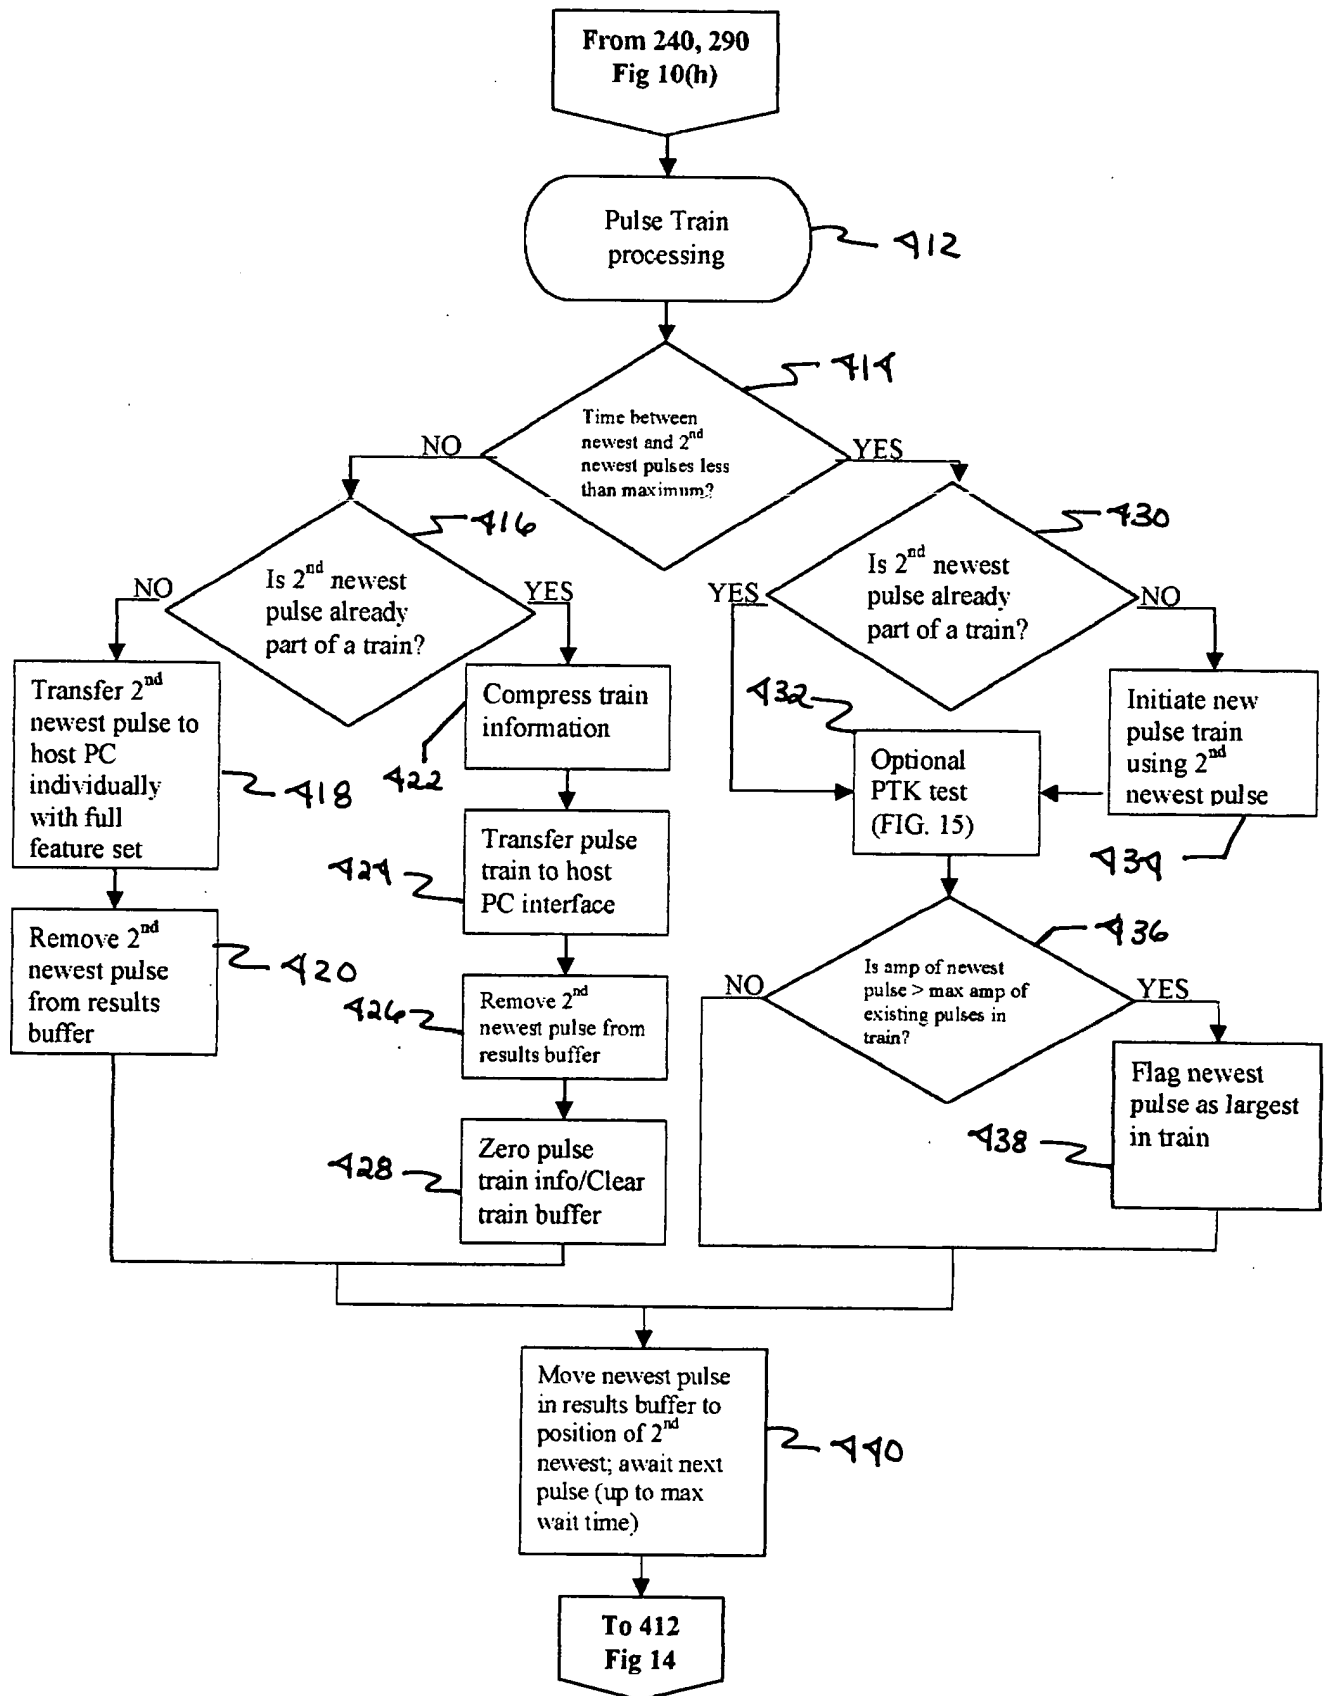 From 240, 290
Fig 10(h)
Pulse Train
processing
412
414
Time between
newest and 2nd
newest pulses less
than maximum?
NO
YES
416
Is 2nd newest
pulse already
part of a train?
NO
YES
430
Is 2nd newest
pulse already
part of a train?
YES
NO
Transfer 2nd
newest pulse to
host PC
individually
with full
feature set
418
Compress train
information
422
432
Optional
PTK test
(FIG. 15)
Initiate new
pulse train
using 2nd
newest pulse
434
424
Transfer pulse
train to host
PC interface
Remove 2nd
newest pulse
from results
buffer
420
426
Remove 2nd
newest pulse from
results buffer
436
Is amp of newest
pulse > max amp of
existing pulses in
train?
NO
YES
Flag newest
pulse as largest
in train
438
428
Zero pulse
train info/Clear
train buffer
Move newest pulse
in results buffer to
position of 2nd
newest; await next
pulse (up to max
wait time)
440
To 412
Fig 14